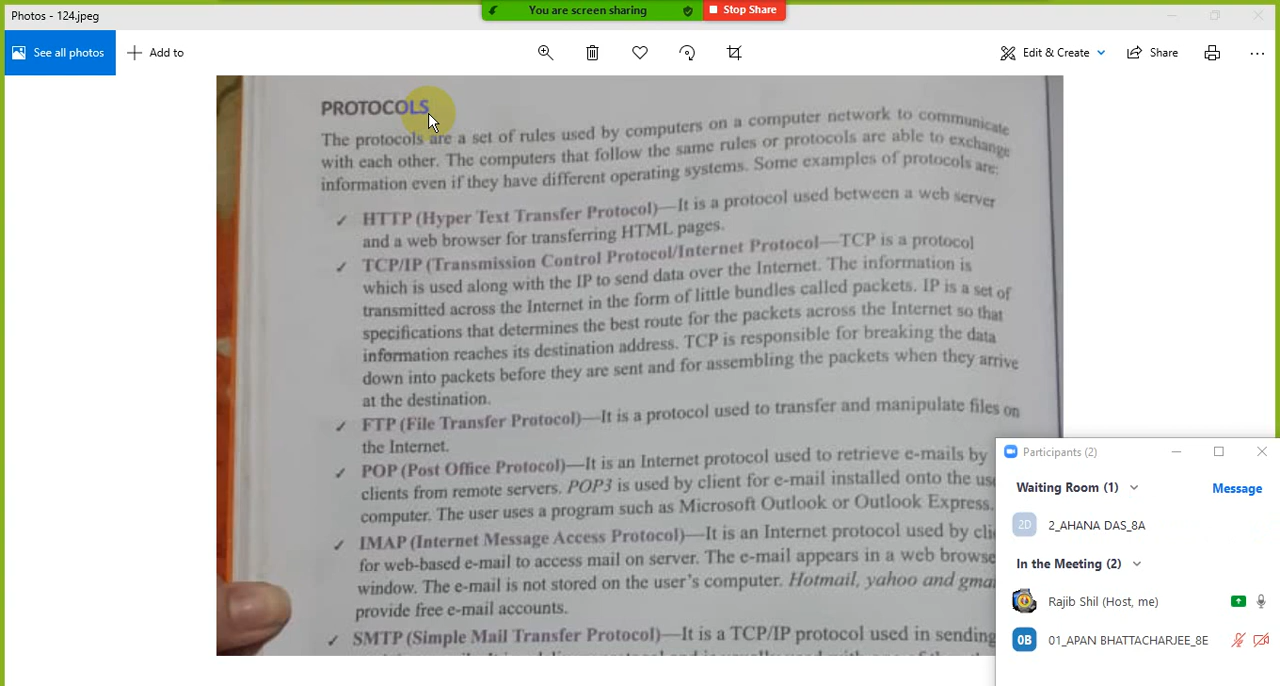 Photos - 124.jpeg
You are screen sharing
Stop Share
See all photos
Add to
Edit & Create
Share
PROTOCOLS
The protocols are a set of rules used by computers on a computer network to communicate
with each other. The computers that follow the same rules or protocols are able to exchange
information even if they have different operating systems. Some examples of protocols are:
✓ HTTP (Hyper Text Transfer Protocol)—It is a protocol used between a web server
and a web browser for transferring HTML pages.
✓ TCP/IP (Transmission Control Protocol/Internet Protocol—TCP is a protocol
which is used along with the IP to send data over the Internet. The information is
transmitted across the Internet in the form of little bundles called packets. IP is a set of
specifications that determines the best route for the packets across the Internet so that
information reaches its destination address. TCP is responsible for breaking the data
down into packets before they are sent and for assembling the packets when they arrive
at the destination.
✓ FTP (File Transfer Protocol)—It is a protocol used to transfer and manipulate files on
the Internet.
✓ POP (Post Office Protocol)—It is an Internet protocol used to retrieve e-mails by
clients from remote servers. POP3 is used by client for e-mail installed onto the
computer. The user uses a program such as Microsoft Outlook or Outlook Express.
✓ IMAP (Internet Message Access Protocol)—It is an Internet protocol used by
for web-based e-mail to access mail on server. The e-mail appears in a web
window. The e-mail is not stored on the user's computer. Hotmail, yahoo and
provide free e-mail accounts.
✓ SMTP (Simple Mail Transfer Protocol)—It is a TCP/IP protocol used in sending
Participants (2)
Waiting Room (1)
Message
2D
2_AHANA DAS_8A
In the Meeting (2)
Rajib Shil (Host, me)
0B
01_APAN BHATTACHARJEE_8E